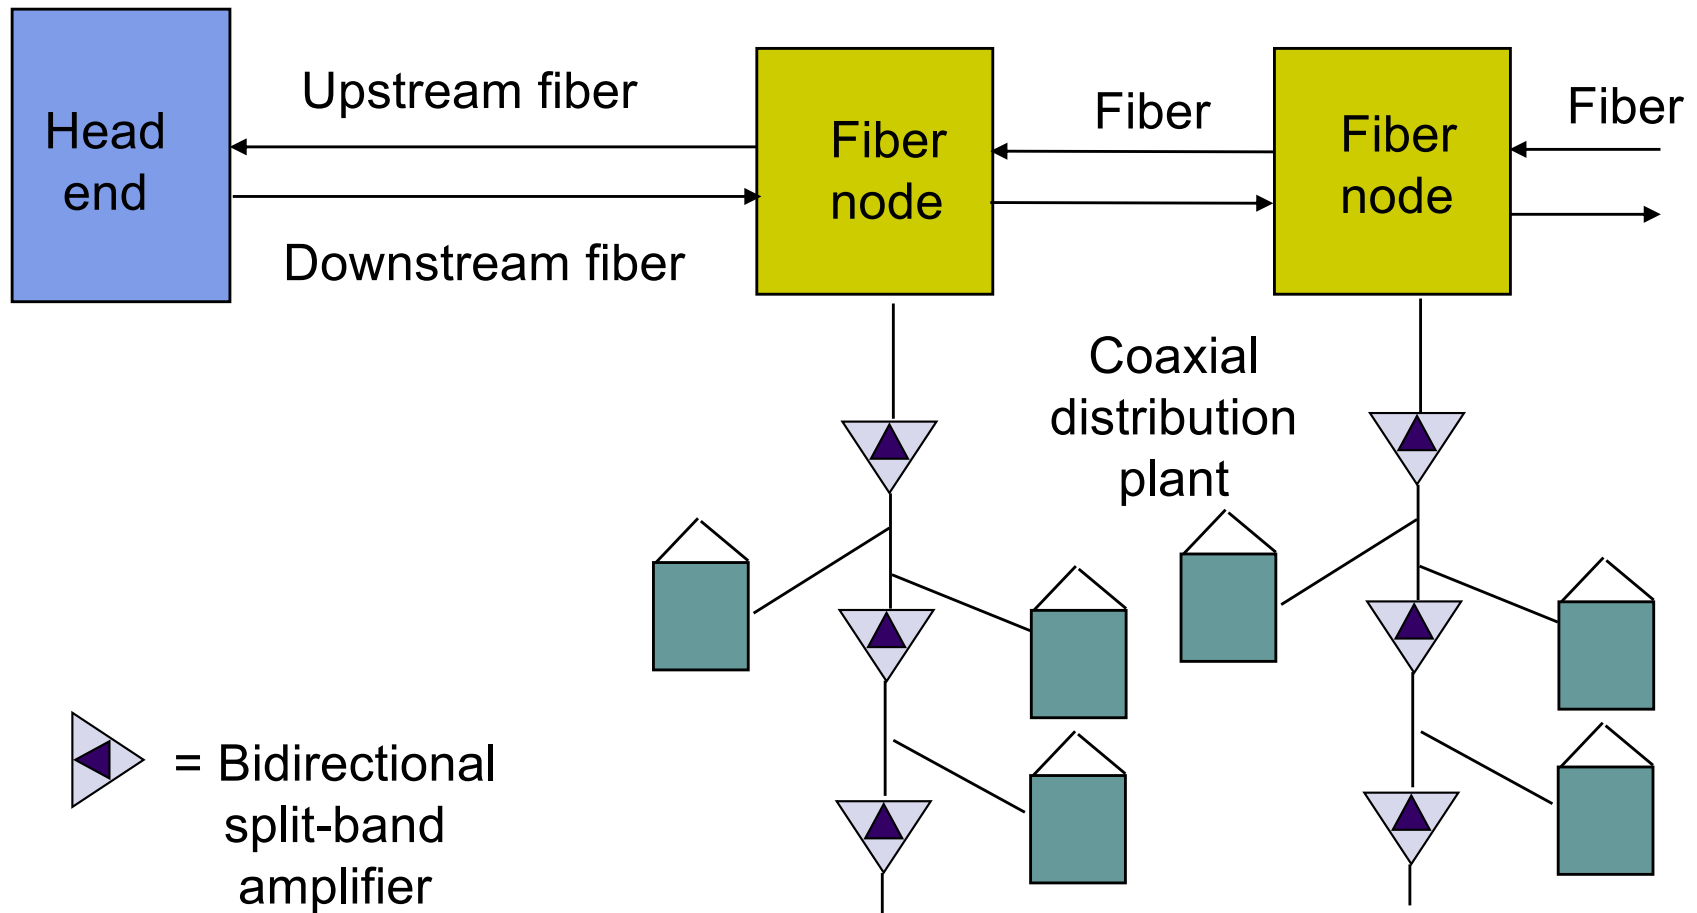 Head
end
Upstream fiber
Downstream fiber
Fiber
node
Fiber
Fiber
node
Fiber
Coaxial
distribution
plant
= Bidirectional
split-band
amplifier